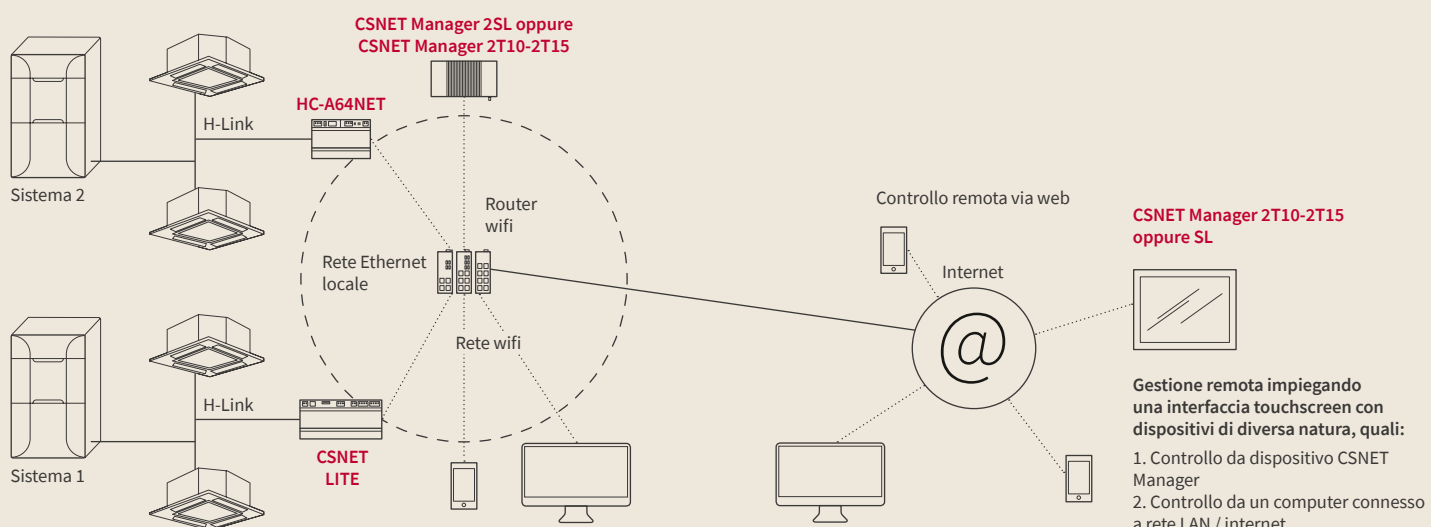 CSNET Manager 2SL oppure
CSNET Manager 2T10-2T15
HC-A64NET
H-Link
Sistema 2
Router
wifi
Rete Ethernet
locale
Rete wifi
H-Link
CSNET
LITE
Sistema 1
Controllo remota via web
Internet
@
CSNET Manager 2T10-2T15
oppure SL
Gestione remota impiegando
una interfaccia touchscreen con
dispositivi di diversa natura, quali:
1. Controllo da dispositivo CSNET
Manager
2. Controllo da un computer connesso
a rete LAN / internet